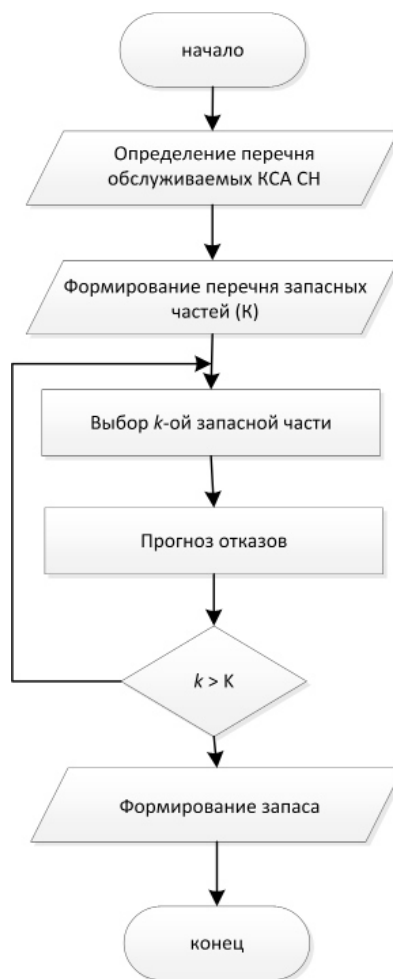 начало
Определение перечня
обслуживаемых КСА СН
Формирование перечня запасных
частей (К)
Выбор k-ой запасной части
Прогноз отказов
k > К
Формирование запаса
конец